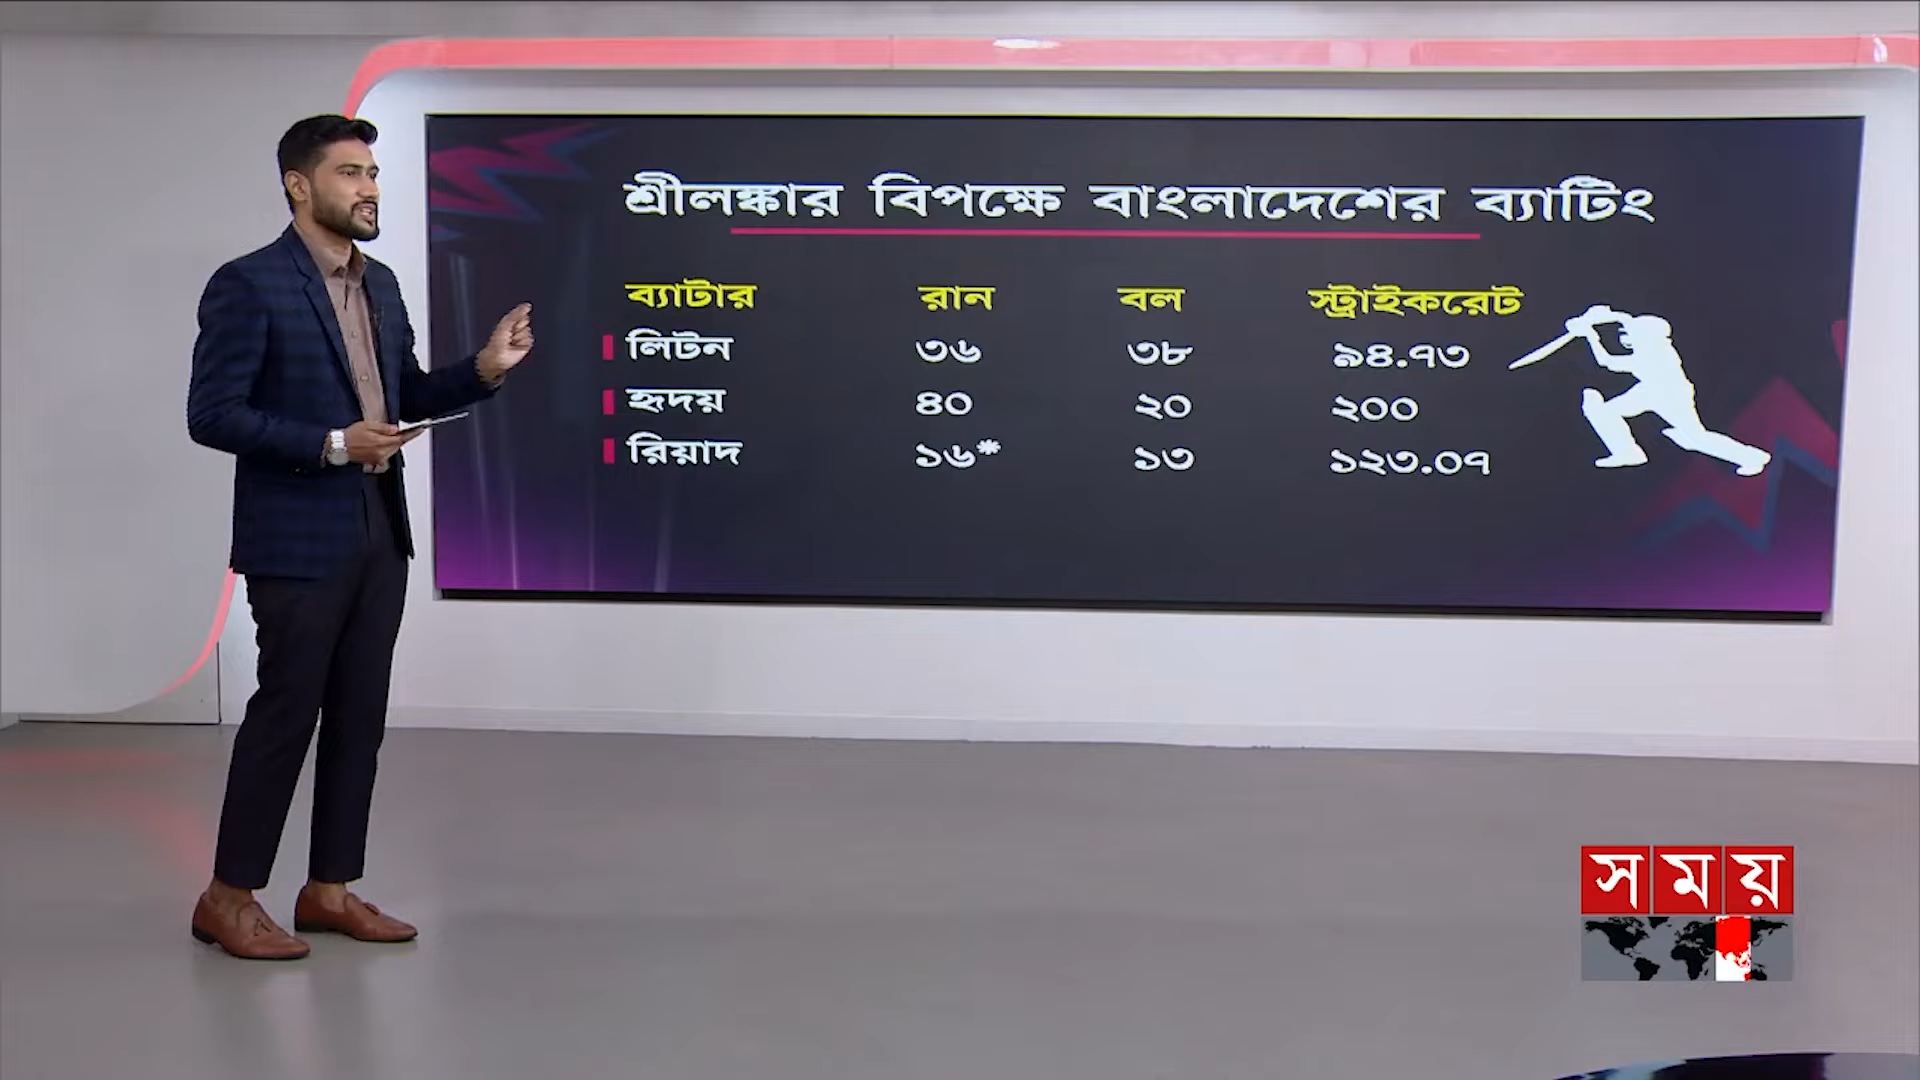 শ্রীলঙ্কার বিপক্ষে বাংলাদেশের ব্যাটিং
ব্যাটার রান বল স্ট্রাইকরেট
লিটন ৩৬ ৩৮ ৯৪.৭৩
হৃদয় ৪০ ২০ ২০০
রিয়াদ ১৬* ১৩ ১২৩.০৭
সময়